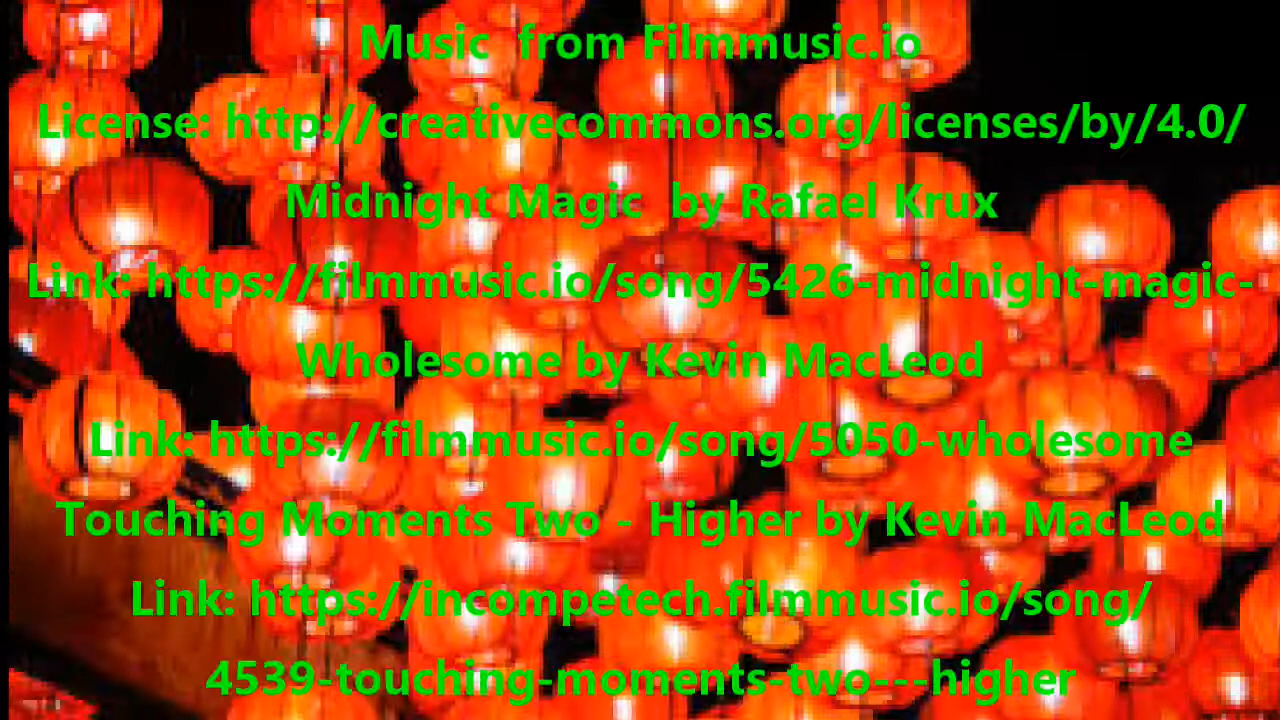 Music  from Filmmusic.io
License: http://creativecommons.org/licenses/by/4.0/
Midnight Magic  by Rafael Krux
Link: https://filmmusic.io/song/5426-midnight-magic-
Wholesome by Kevin MacLeod
Link: https://filmmusic.io/song/5050-wholesome
Touching Moments Two - Higher by Kevin MacLeod
Link: https://incompetech.filmmusic.io/song/
4539-touching-moments-two---higher